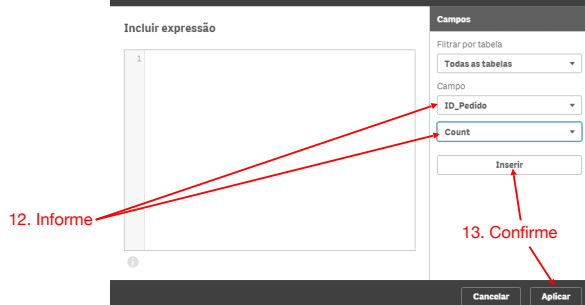 Incluir expressão
1
Campos
Filtrar por tabela
Todas as tabelas
Campo
ID_Pedido
Count
Inserir
12. Informe
13. Confirme
Cancelar
Aplicar